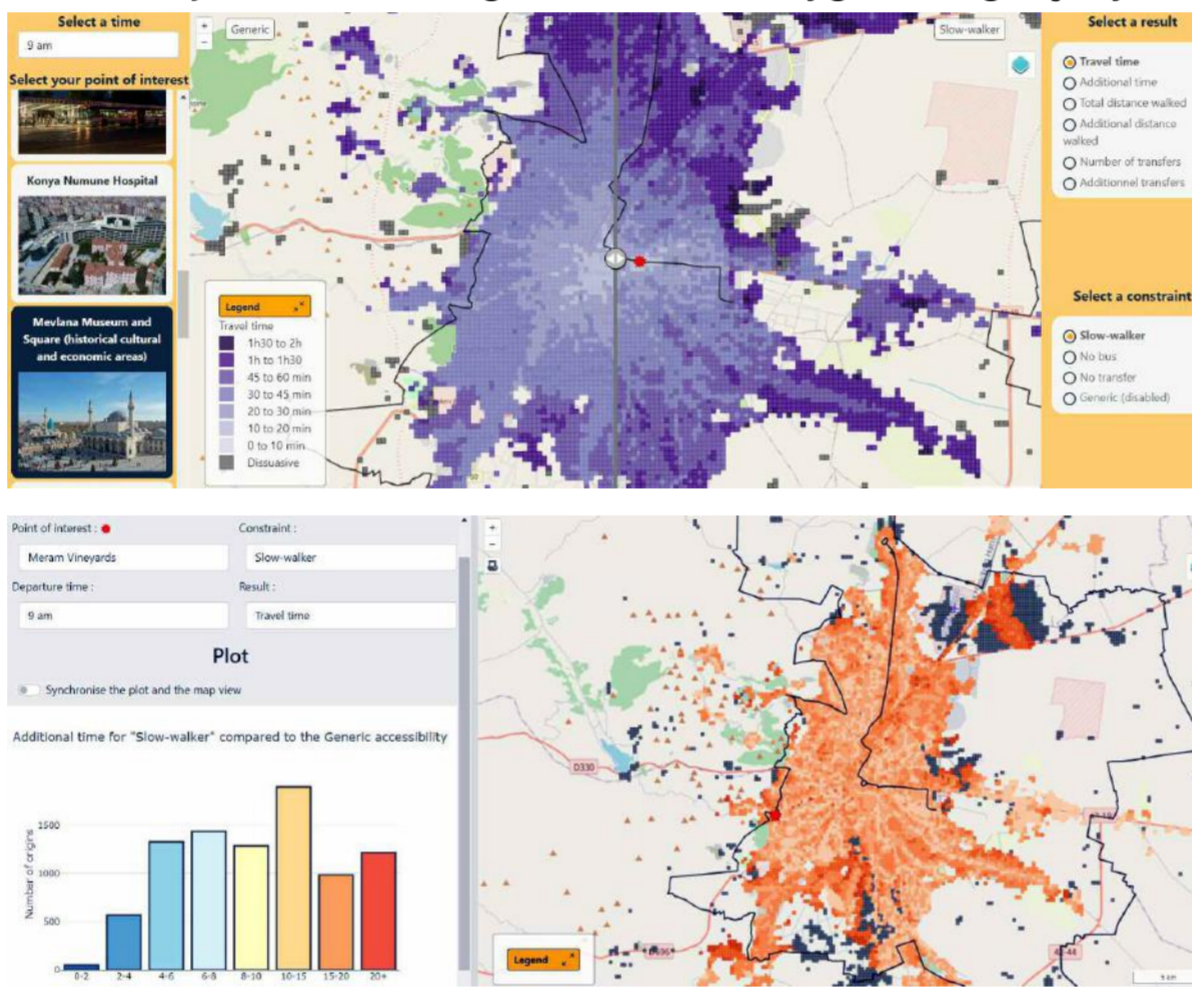 Select a time
9 am
Select your point of interest
Konya Numune Hospital
Mevlana Museum and
Square (historical cultural
and economic areas)
+
−
Generic
Slow-walker
Legend
Travel time
1h30 to 2h
1h to 1h30
45 to 60 min
30 to 45 min
20 to 30 min
10 to 20 min
0 to 10 min
Dissuasive
Select a result
Travel time
Additional time
Total distance walked
Additional distance
walked
Number of transfers
Additionnel transfers
Select a constraint
Slow-walker
No bus
No transfer
Generic (disabled)
Point of interest :
Constraint :
Meram Vineyards
Slow-walker
Departure time :
Result :
9 am
Travel time
Plot
Synchronise the plot and the map view
Additional time for "Slow-walker" compared to the Generic accessibility
Number of origins
1500
1000
500
0
0-2 2-4 4-6 6-8 8-10 10-15 15-20 20+
+
−
D330
42-44
Legend
5 km